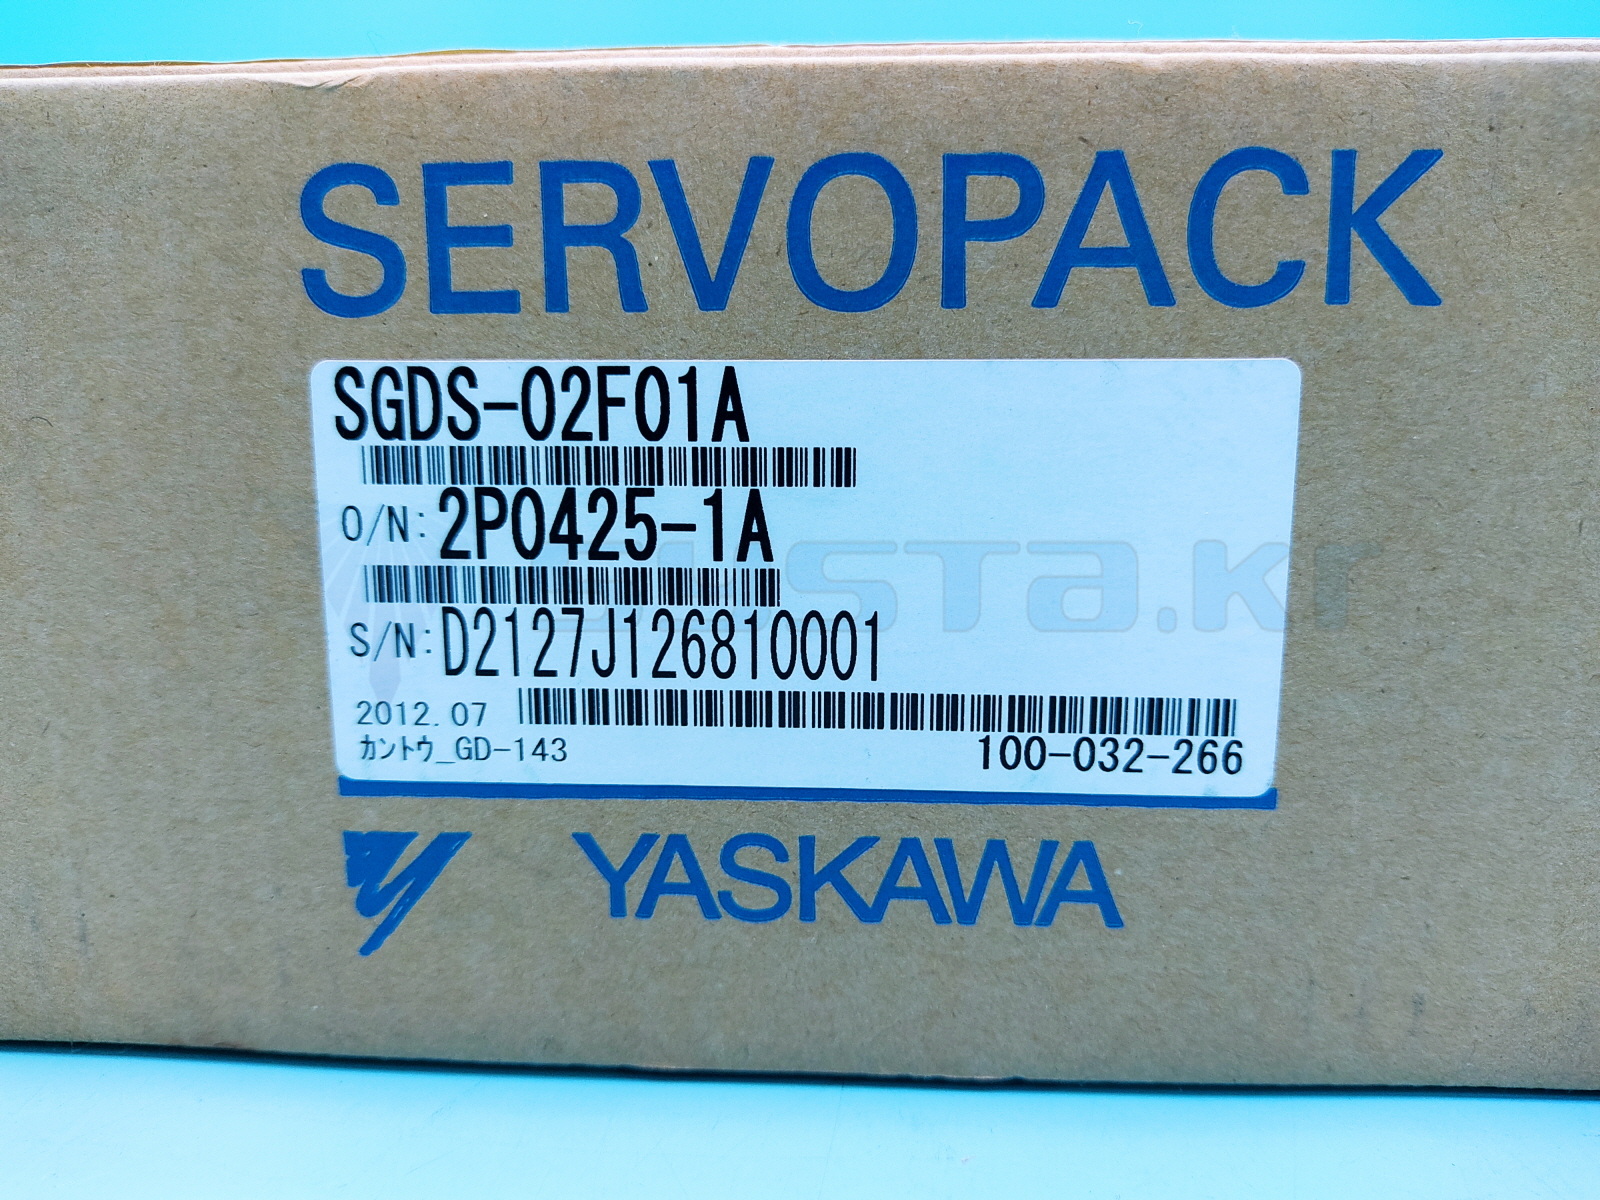 SERVOPACK
SGDS-02F01A
O/N: 2P0425-1A
S/N: D2127J126810001
2012.07
ｶﾝﾄｳ_GD-143
100-032-266
YASKAWA